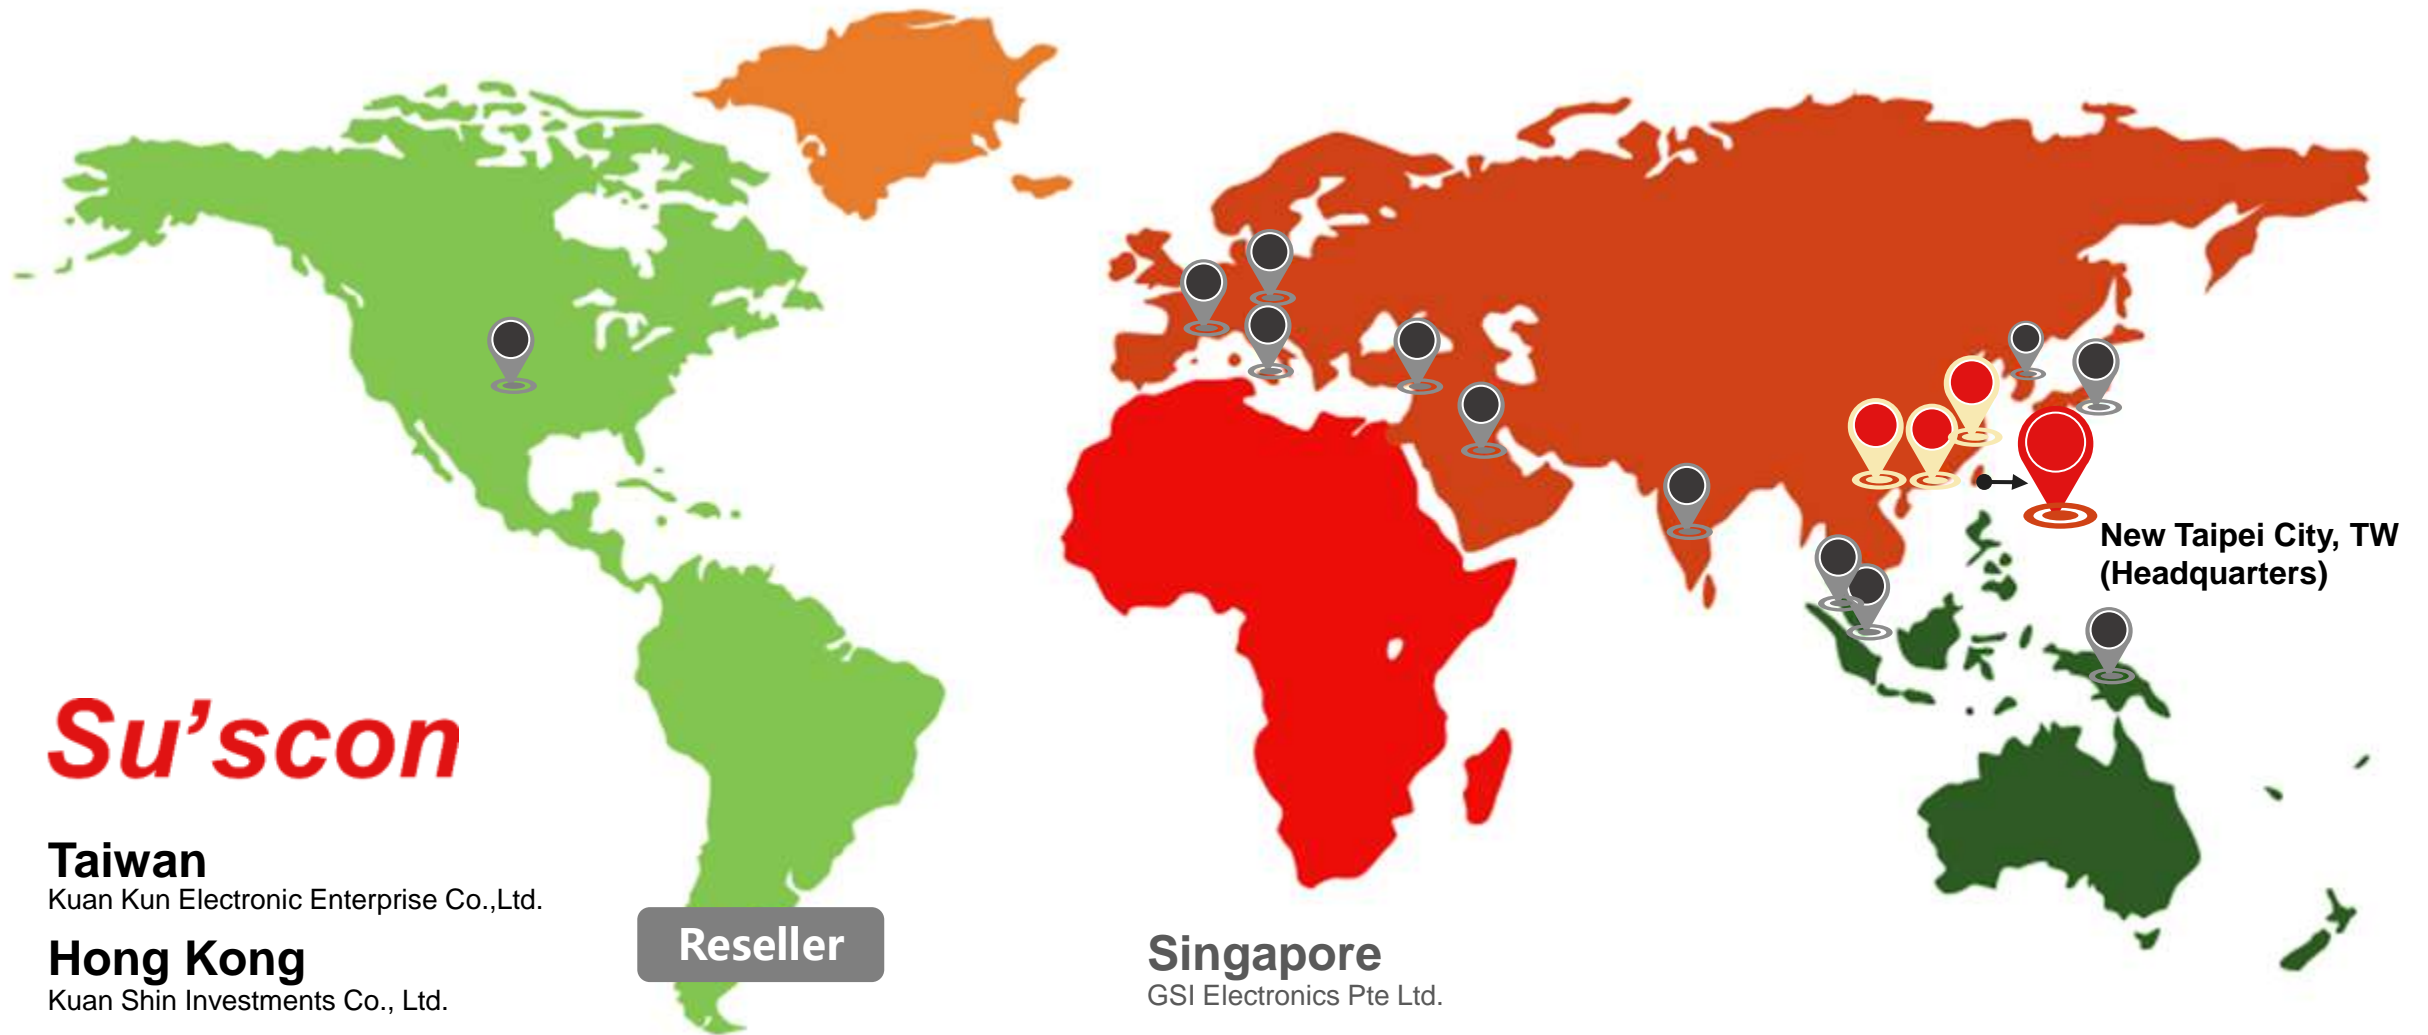 New Taipei City, TW
(Headquarters)
Su’scon
Taiwan
Kuan Kun Electronic Enterprise Co.,Ltd.
Hong Kong
Kuan Shin Investments Co., Ltd.
Reseller
Singapore
GSI Electronics Pte Ltd.